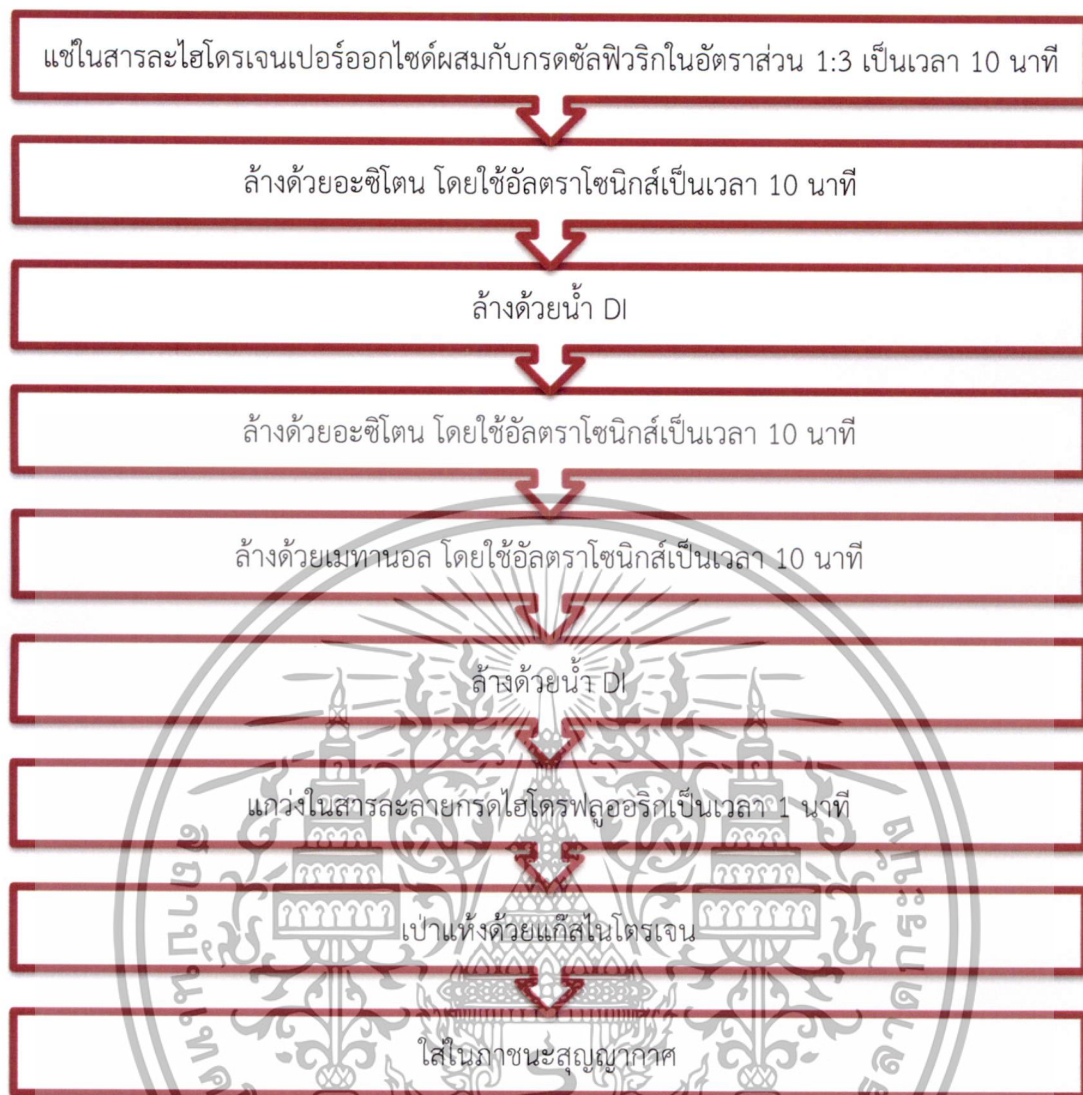 แช่ในสารละไฮโดรเจนเปอร์ออกไซด์ผสมกับกรดซัลฟิวริกในอัตราส่วน 1:3 เป็นเวลา 10 นาที
ล้างด้วยอะซิโตน โดยใช้อัลตราโซนิกส์เป็นเวลา 10 นาที
ล้างด้วยน้ำ DI
ล้างด้วยอะซิโตน โดยใช้อัลตราโซนิกส์เป็นเวลา 10 นาที
ล้างด้วยเมทานอล โดยใช้อัลตราโซนิกส์เป็นเวลา 10 นาที
ล้างด้วยน้ำ DI
แกว่งในสารละลายกรดไฮโดรฟลูออริกเป็นเวลา 1 นาที
เป่าแห้งด้วยแก๊สไนโตรเจน
ใส่ในภาชนะสุญญากาศ